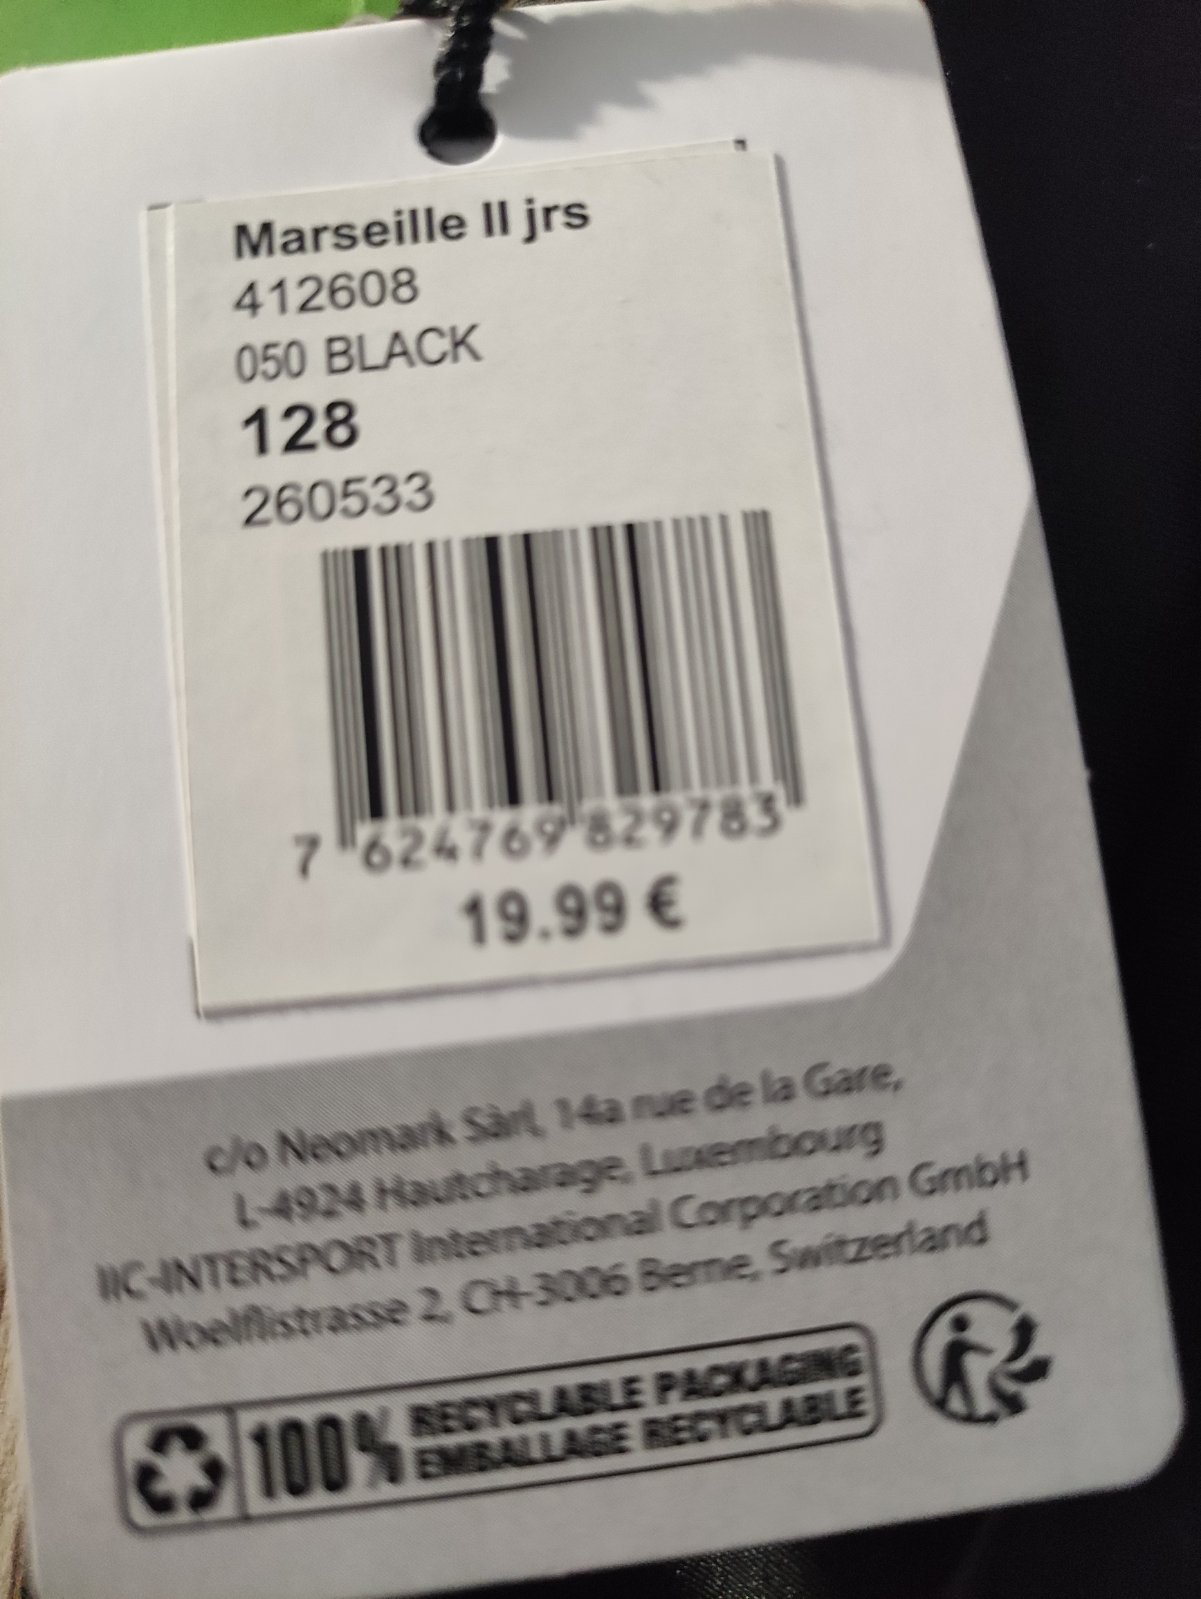 Marseille II jrs
412608
050 BLACK
128
260533
7 624769 829783
19.99 €
c/o Neomark Sàrl, 14a rue de la Gare,
L-4924 Hautcharage, Luxembourg
IIC-INTERSPORT International Corporation GmbH
Woelflistrasse 2, CH-3006 Berne, Switzerland
100% RECYCLABLE PACKAGING
EMBALLAGE RECYCLABLE